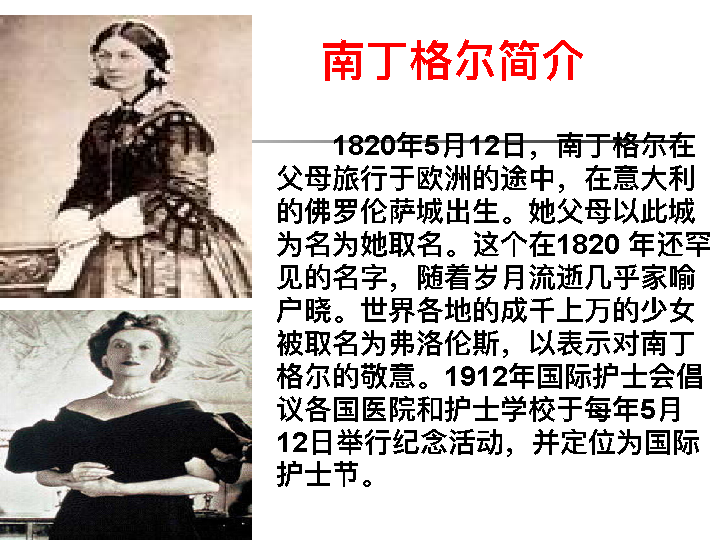 南丁格尔简介
1820年5月12日，南丁格尔在
父母旅行于欧洲的途中，在意大利
的佛罗伦萨城出生。她父母以此城
为名为她取名。这个在1820 年还罕
见的名字，随着岁月流逝几乎家喻
户晓。世界各地的成千上万的少女
被取名为弗洛伦斯，以表示对南丁
格尔的敬意。1912年国际护士会倡
议各国医院和护士学校于每年5月
12日举行纪念活动，并定位为国际
护士节。